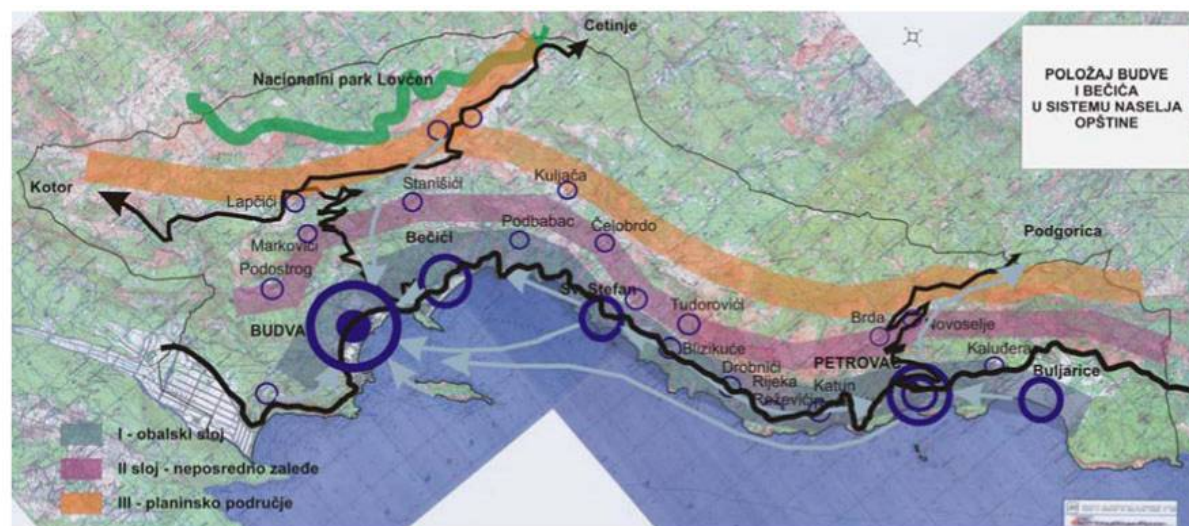 Cetinje
Nacionalni park Lovćen
POLOŽAJ BUDVE
I BEČIĆA
U SISTEMU NASELJA
OPŠTINE
Kotor
Lapčići
Stanišići
Kuljača
Markovići
Bečići
Podbabac
Čelobrdo
Podgorica
Podostrog
Sv. Stefan
Tudorovići
BUDVA
Brda
Novoselje
Blizikuće
PETROVAC
Drobnići
Rijeka
Reževići
Katun
Buljarice
I - obalski sloj
II sloj - neposredno zaleđe
III - planinsko područje